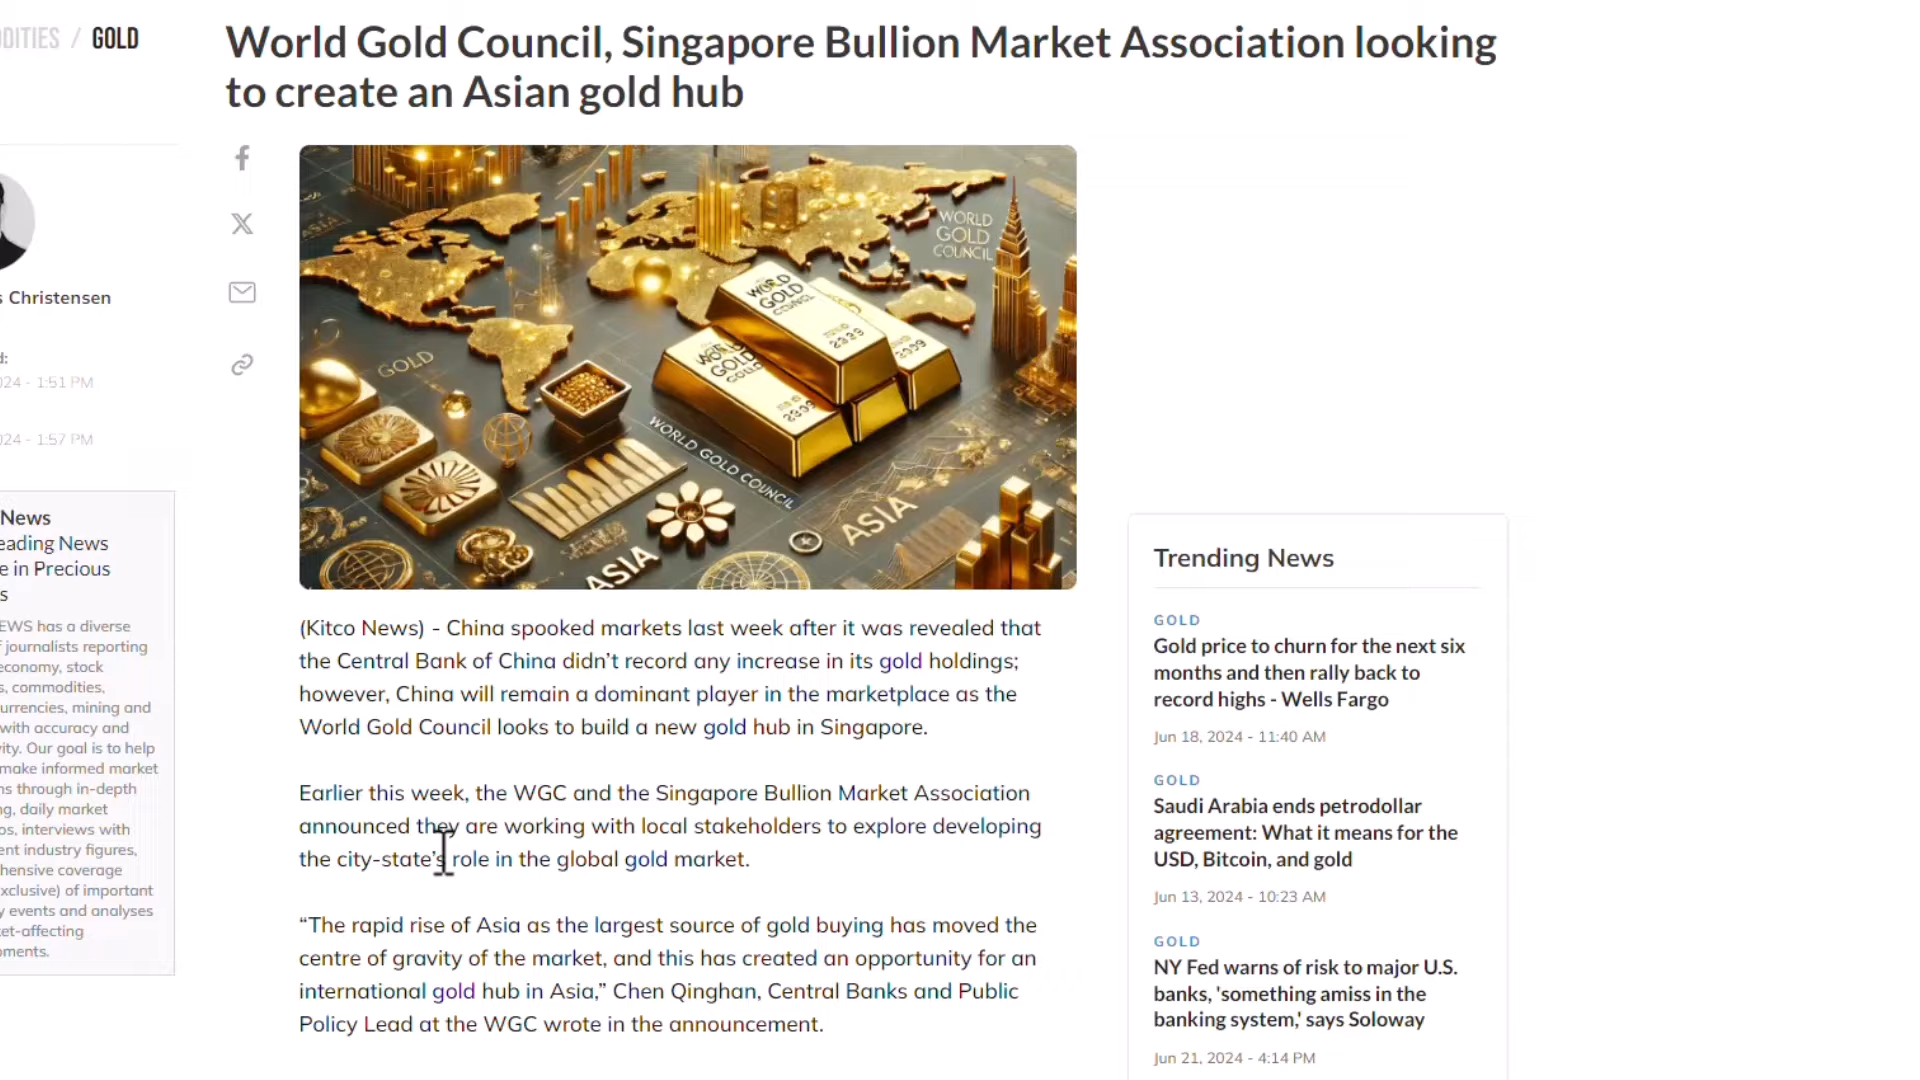 DITIES / GOLD
World Gold Council, Singapore Bullion Market Association looking
to create an Asian gold hub
s Christensen
d:
024 - 1:51 PM
024 - 1:57 PM
News
eading News
e in Precious
s
EWS has a diverse
f journalists reporting
economy, stock
s, commodities,
urrencies, mining and
with accuracy and
vity. Our goal is to help
make informed market
ns through in-depth
ng, daily market
os, interviews with
ent industry figures,
hensive coverage
xclusive) of important
y events and analyses
et-affecting
pments.
ASIA
WORLD
GOLD
COUNCIL
WORLD
GOLD
COUNCIL
GOLD
WORLD
GOLD
WORLD GOLD COUNCIL
ASIA
ASIA
(Kitco News) - China spooked markets last week after it was revealed that
the Central Bank of China didn’t record any increase in its gold holdings;
however, China will remain a dominant player in the marketplace as the
World Gold Council looks to build a new gold hub in Singapore.
Earlier this week, the WGC and the Singapore Bullion Market Association
announced they are working with local stakeholders to explore developing
the city-state’s role in the global gold market.
“The rapid rise of Asia as the largest source of gold buying has moved the
centre of gravity of the market, and this has created an opportunity for an
international gold hub in Asia,” Chen Qinghan, Central Banks and Public
Policy Lead at the WGC wrote in the announcement.
Trending News
GOLD
Gold price to churn for the next six
months and then rally back to
record highs - Wells Fargo
Jun 18, 2024 - 11:40 AM
GOLD
Saudi Arabia ends petrodollar
agreement: What it means for the
USD, Bitcoin, and gold
Jun 13, 2024 - 10:23 AM
GOLD
NY Fed warns of risk to major U.S.
banks, 'something amiss in the
banking system,' says Soloway
Jun 21, 2024 - 4:14 PM